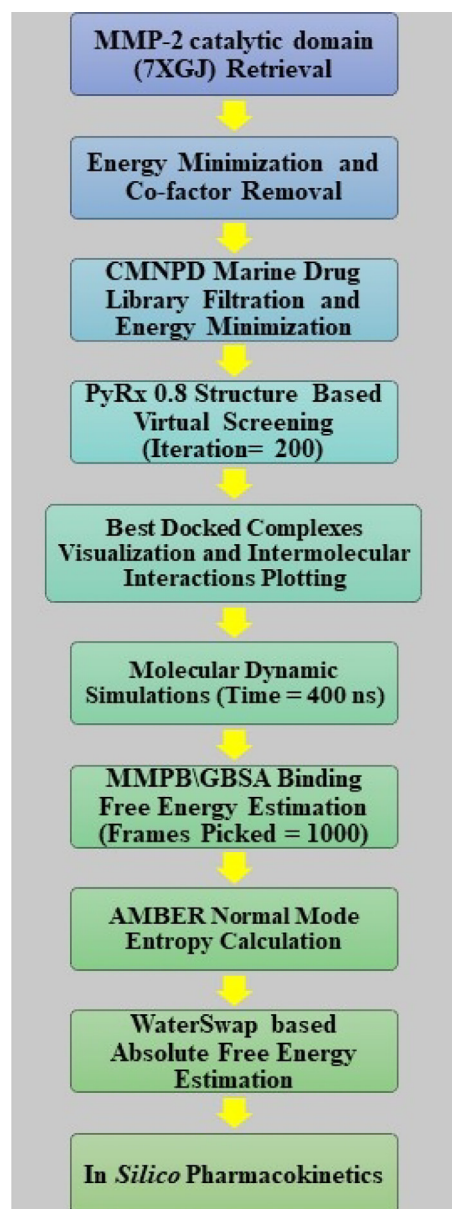 MMP-2 catalytic domain
(7XGJ) Retrieval
Energy Minimization and
Co-factor Removal
CMNPD Marine Drug
Library Filtration and
Energy Minimization
PyRx 0.8 Structure Based
Virtual Screening
(Iteration= 200)
Best Docked Complexes
Visualization and Intermolecular
Interactions Plotting
Molecular Dynamic
Simulations (Time = 400 ns)
MMPB\GBSA Binding
Free Energy Estimation
(Frames Picked = 1000)
AMBER Normal Mode
Entropy Calculation
WaterSwap based
Absolute Free Energy
Estimation
In Silico Pharmacokinetics